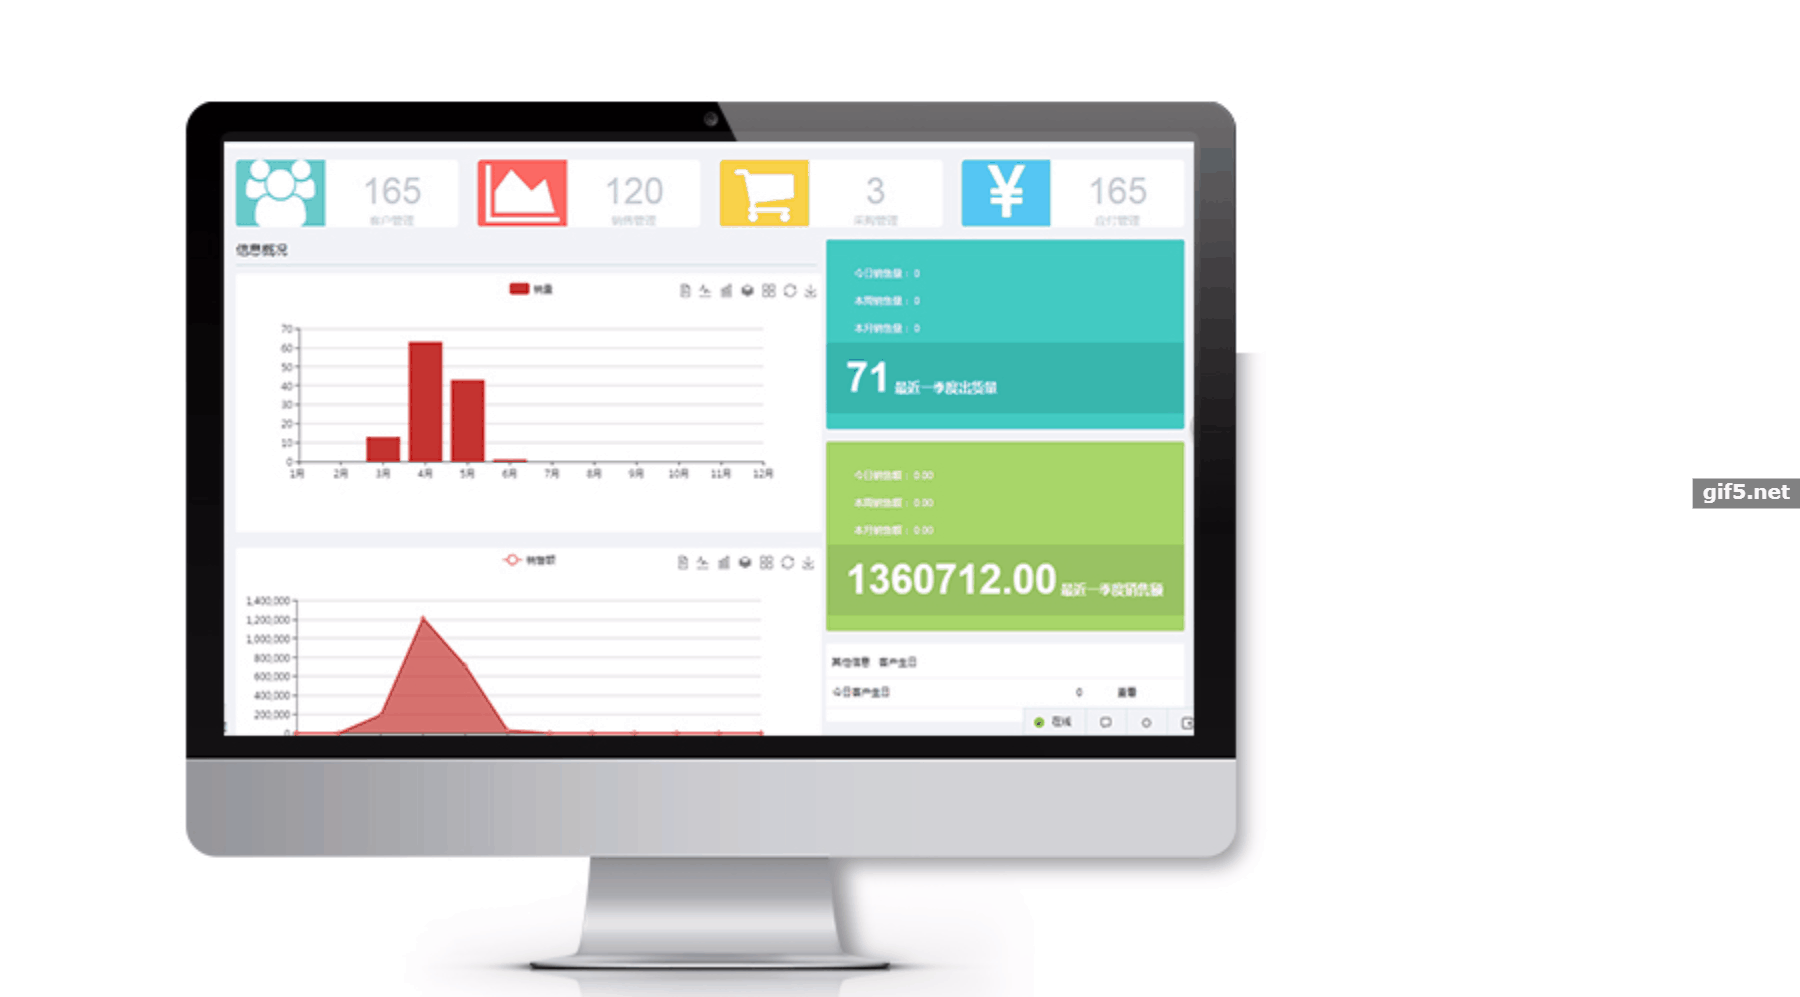 165
客户管理
120
销售管理
3
采购管理
¥
165
应付管理
信息概况
销量
70
60
50
40
30
20
10
0
1月 2月 3月 4月 5月 6月 7月 8月 9月 10月 11月 12月
销售额
1,400,000
1,200,000
1,000,000
800,000
600,000
400,000
200,000
0
今日销售量：0
本周销售量：0
本月销售量：0
71 最近一季度出货量
今日销售额：0.00
本周销售额：0.00
本月销售额：0.00
1360712.00 最近一季度销售额
其他信息 客户生日
今日客户生日 0 查看
在线
gif5.net